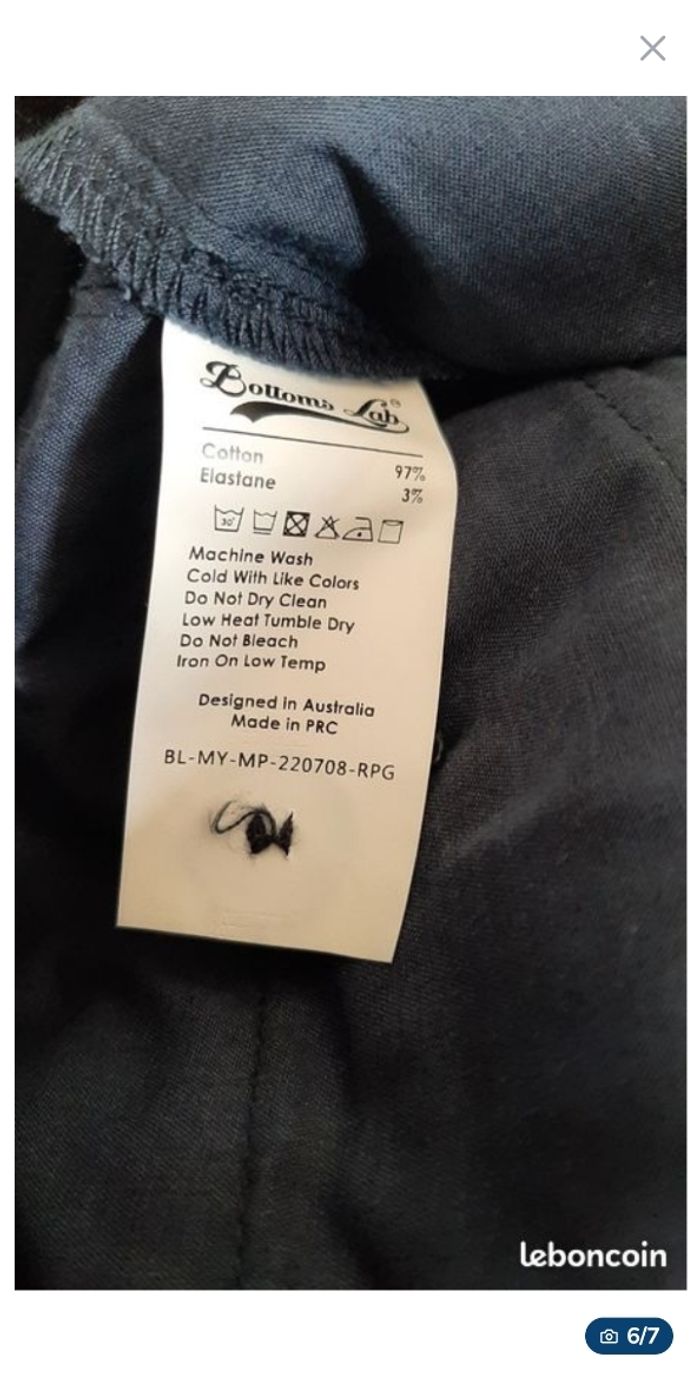 Bottoms Lab®
Cotton 97%
Elastane 3%
30°
Machine Wash
Cold With Like Colors
Do Not Dry Clean
Low Heat Tumble Dry
Do Not Bleach
Iron On Low Temp
Designed in Australia
Made in PRC
BL-MY-MP-220708-RPG
leboncoin
6/7